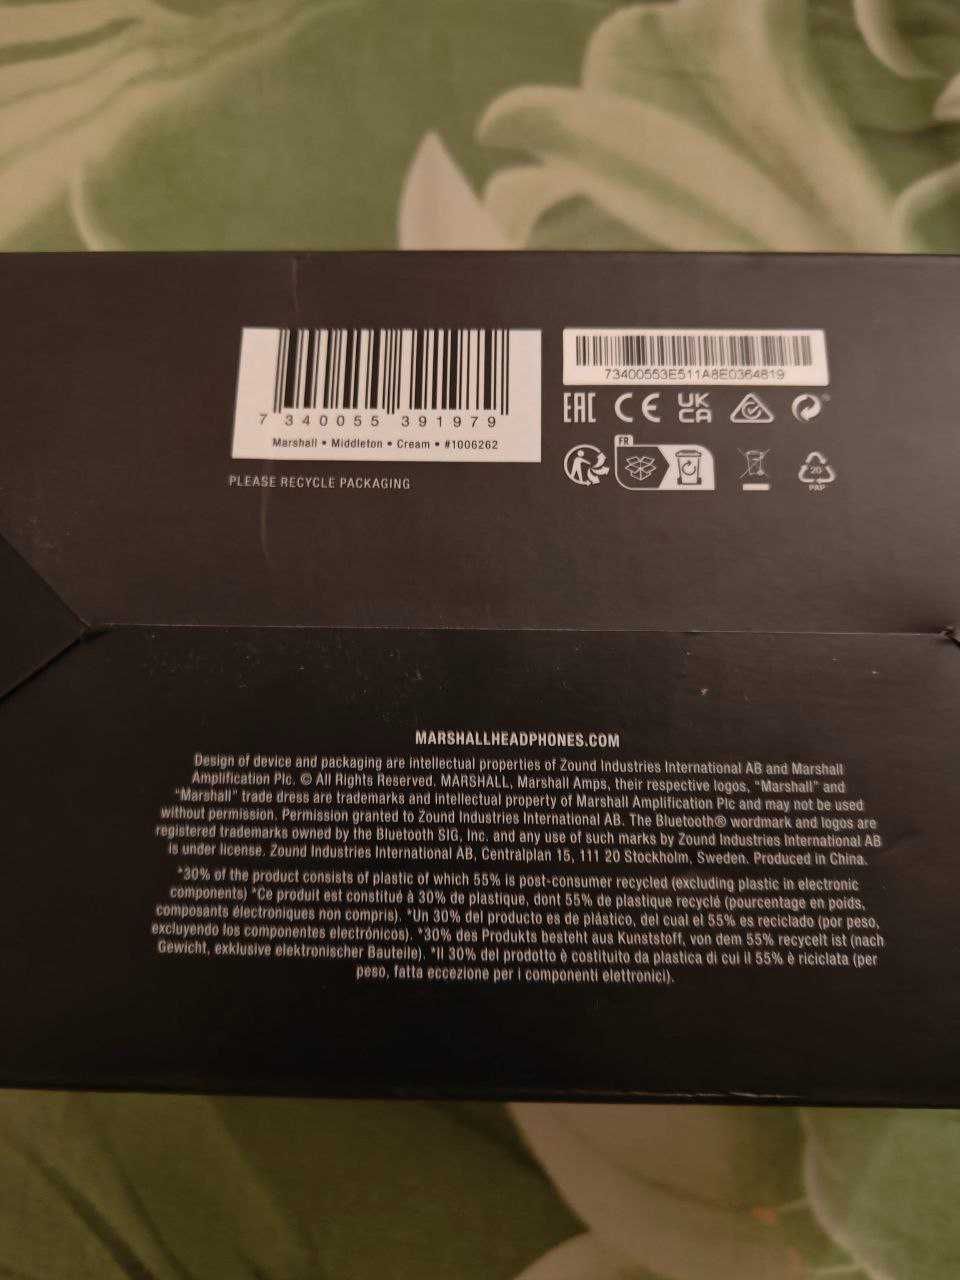 7 340055 391979
Marshall • Middleton • Cream • #1006262
PLEASE RECYCLE PACKAGING
73400553E511A8E0364819
EAC CE UK CA
FR
20
PAP
MARSHALLHEADPHONES.COM
Design of device and packaging are intellectual properties of Zound Industries International AB and Marshall
Amplification Plc. © All Rights Reserved. MARSHALL, Marshall Amps, their respective logos, “Marshall” and
“Marshall” trade dress are trademarks and intellectual property of Marshall Amplification Plc and may not be used
without permission. Permission granted to Zound Industries International AB. The Bluetooth® wordmark and logos are
registered trademarks owned by the Bluetooth SIG, Inc. and any use of such marks by Zound Industries International AB
is under license. Zound Industries International AB, Centralplan 15, 111 20 Stockholm, Sweden. Produced in China.
*30% of the product consists of plastic of which 55% is post-consumer recycled (excluding plastic in electronic
components) *Ce produit est constitué à 30% de plastique, dont 55% de plastique recyclé (pourcentage en poids,
composants électroniques non compris). *Un 30% del producto es de plástico, del cual el 55% es reciclado (por peso,
excluyendo los componentes electrónicos). *30% des Produkts besteht aus Kunststoff, von dem 55% recycelt ist (nach
Gewicht, exklusive elektronischer Bauteile). *Il 30% del prodotto è costituito da plastica di cui il 55% è riciclata (per
peso, fatta eccezione per i componenti elettronici).